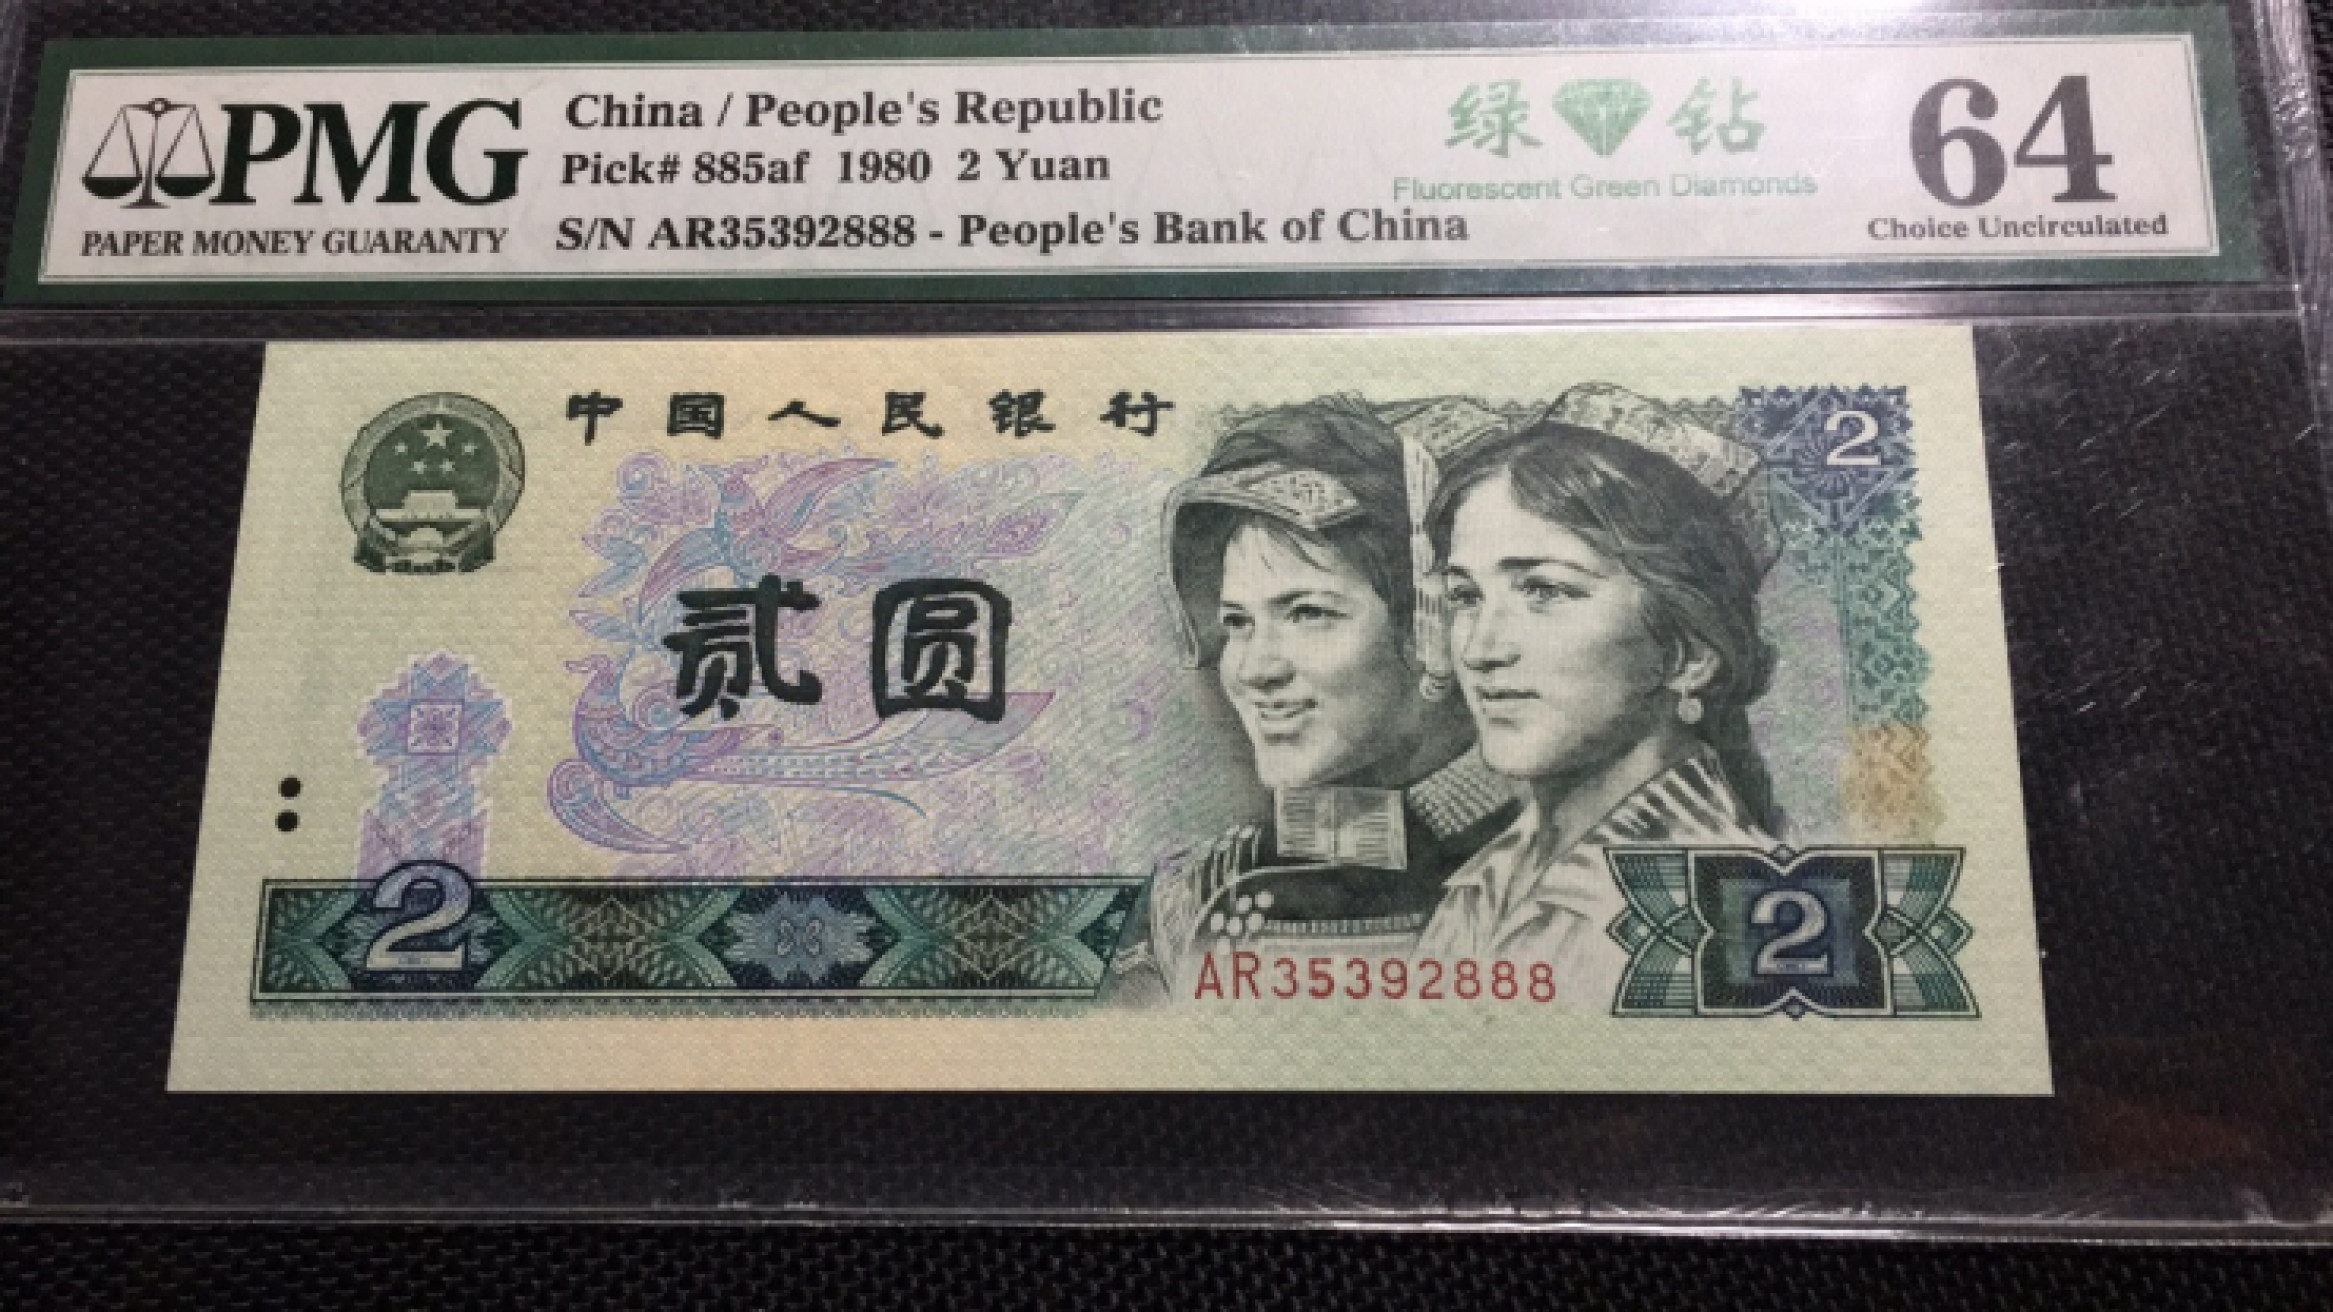 PMG
PAPER MONEY GUARANTY
China / People's Republic
Pick# 885af 1980 2 Yuan
S/N AR35392888 - People's Bank of China
绿 钻
Fluorescent Green Diamonds
64
Choice Uncirculated
中国人民银行
2
贰圆
2
AR35392888
2